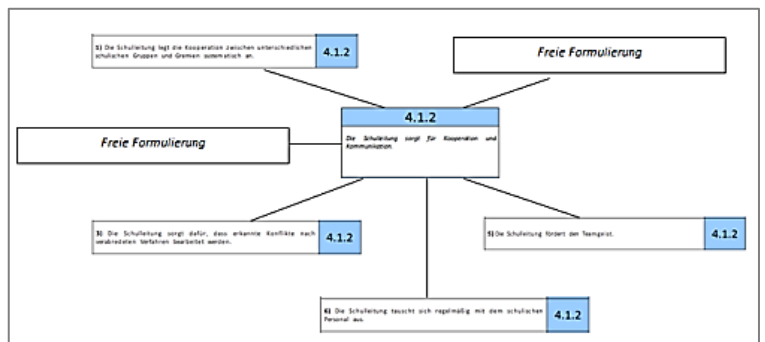 1) Die Schulleitung legt die Kooperation zwischen unterschiedlichen
schulischen Gruppen und Gremien systematisch an.
4.1.2
Freie Formulierung
4.1.2
Die Schulleitung sorgt für Kooperation und
Kommunikation.
Freie Formulierung
3) Die Schulleitung sorgt dafür, dass erkannte Konflikte nach
verabredeten Verfahren bearbeitet werden.
4.1.2
5) Die Schulleitung fördert den Teamgeist.
4.1.2
6) Die Schulleitung tauscht sich regelmäßig mit dem schulischen
Personal aus.
4.1.2